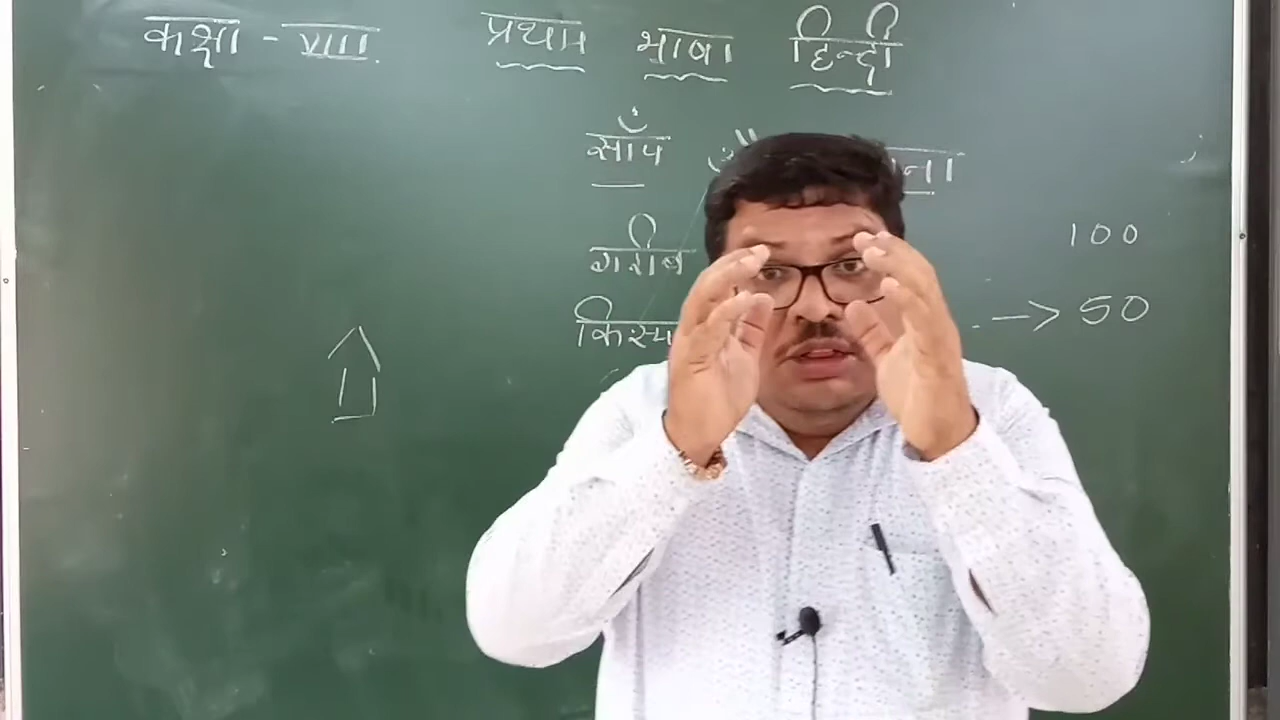 कक्षा - VIII. प्रथम भाषा हिन्दी
साँप
गरीब 100
→ 50